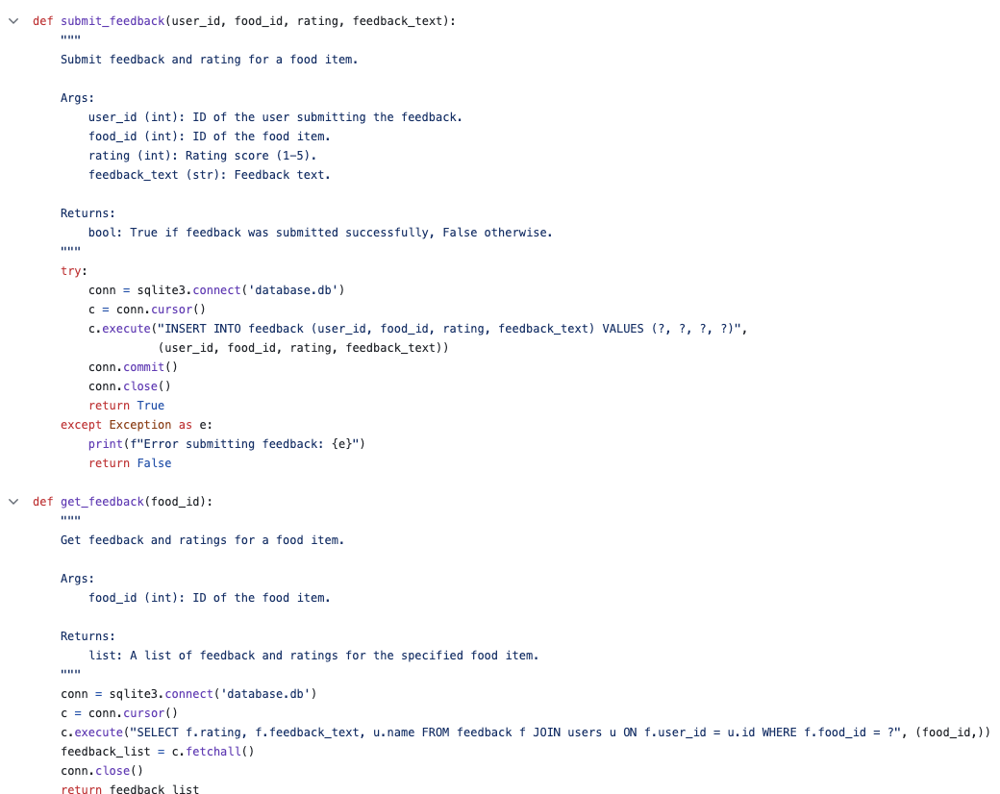 def submit_feedback(user_id, food_id, rating, feedback_text):
    """
    Submit feedback and rating for a food item.

    Args:
        user_id (int): ID of the user submitting the feedback.
        food_id (int): ID of the food item.
        rating (int): Rating score (1-5).
        feedback_text (str): Feedback text.

    Returns:
        bool: True if feedback was submitted successfully, False otherwise.
    """
    try:
        conn = sqlite3.connect('database.db')
        c = conn.cursor()
        c.execute("INSERT INTO feedback (user_id, food_id, rating, feedback_text) VALUES (?, ?, ?, ?)",
                  (user_id, food_id, rating, feedback_text))
        conn.commit()
        conn.close()
        return True
    except Exception as e:
        print(f"Error submitting feedback: {e}")
        return False

def get_feedback(food_id):
    """
    Get feedback and ratings for a food item.

    Args:
        food_id (int): ID of the food item.

    Returns:
        list: A list of feedback and ratings for the specified food item.
    """
    conn = sqlite3.connect('database.db')
    c = conn.cursor()
    c.execute("SELECT f.rating, f.feedback_text, u.name FROM feedback f JOIN users u ON f.user_id = u.id WHERE f.food_id = ?", (food_id,))
    feedback_list = c.fetchall()
    conn.close()
    return feedback_list